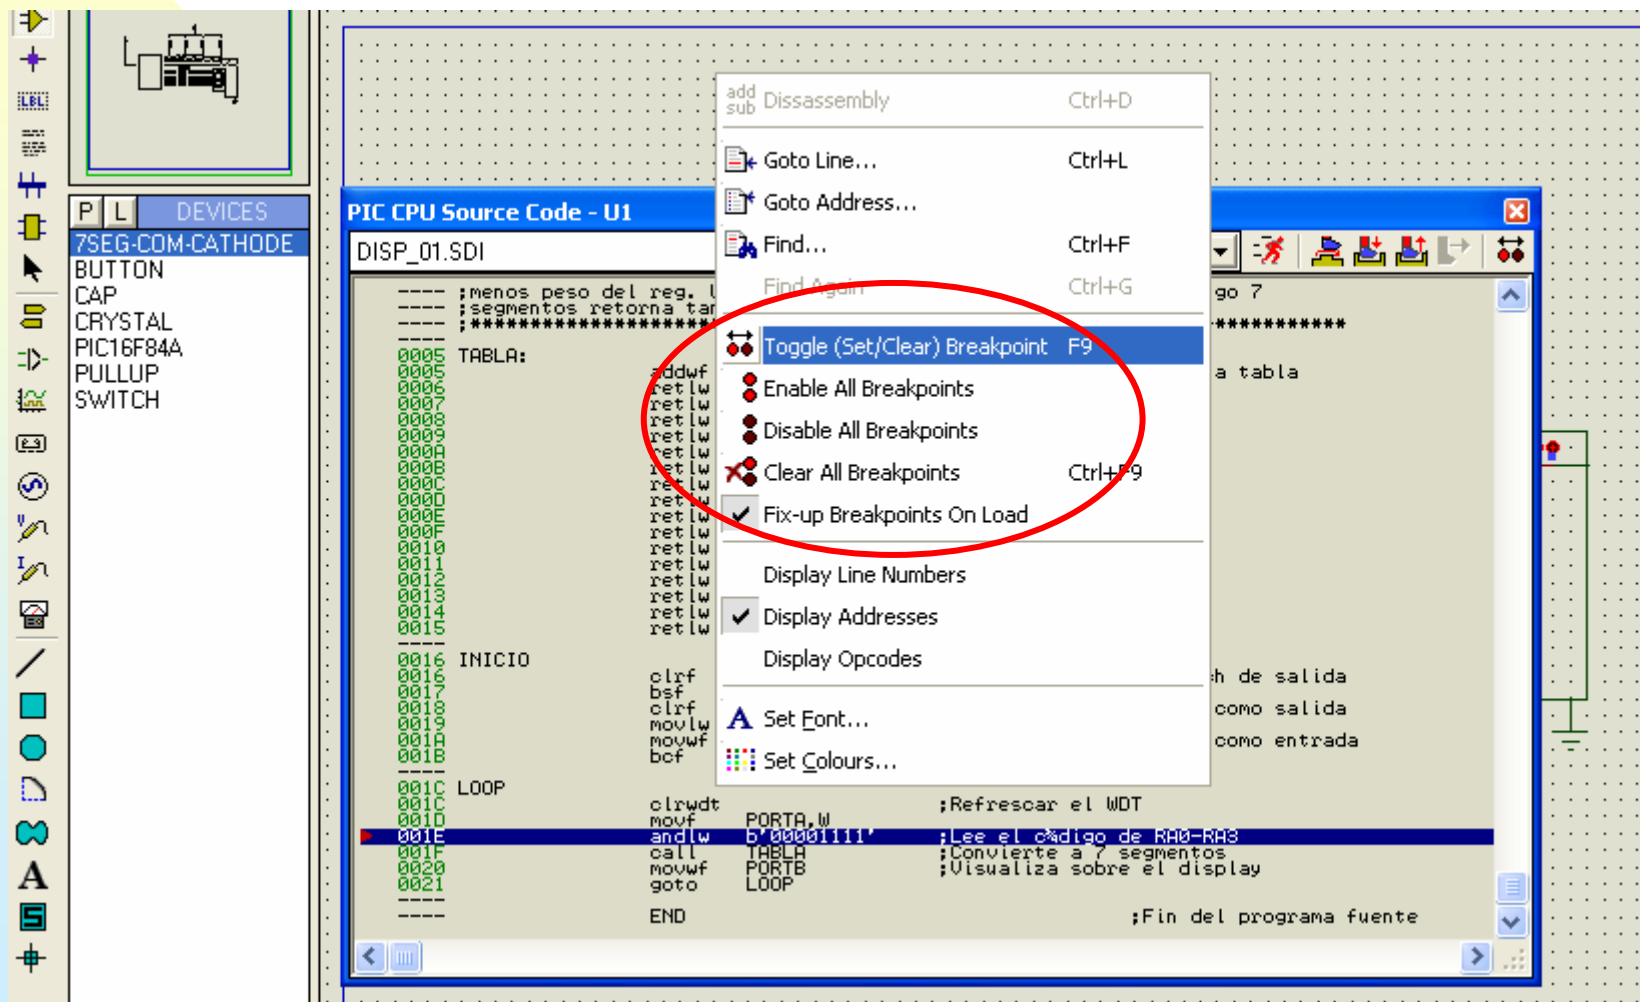 LBL
P L DEVICES
7SEG-COM-CATHODE
BUTTON
CAP
CRYSTAL
PIC16F84A
PULLUP
SWITCH
A
S
PIC CPU Source Code - U1
DISP_01.SDI
---- ;menos peso del reg. go 7
---- ;segmentos retorna
---- ;********************** ***********
----
0005 TABLA:
0005 addwf a tabla
0006 retlw
0007 retlw
0008 retlw
0009 retlw
000A retlw
000B retlw
000C retlw
000D retlw
000E retlw
000F retlw
0010 retlw
0011 retlw
0012 retlw
0013 retlw
0014 retlw
0015 retlw
----
0016 INICIO
0016 clrf h de salida
0017 bsf
0018 clrf como salida
0019 movlw
001A movwf como entrada
001B bcf
----
001C LOOP
001C clrwdt ;Refrescar el WDT
001D movf PORTA,W
001E andlw b'00001111' ;Lee el c%digo de RA0-RA3
001F call TABLA ;Convierte a 7 segmentos
0020 movwf PORTB ;Visualiza sobre el display
0021 goto LOOP
----
---- END ;Fin del programa fuente
add sub Dissassembly Ctrl+D
Goto Line... Ctrl+L
Goto Address...
Find... Ctrl+F
Find Again Ctrl+G
Toggle (Set/Clear) Breakpoint F9
Enable All Breakpoints
Disable All Breakpoints
Clear All Breakpoints Ctrl+F9
Fix-up Breakpoints On Load
Display Line Numbers
Display Addresses
Display Opcodes
A Set Font...
Set Colours...